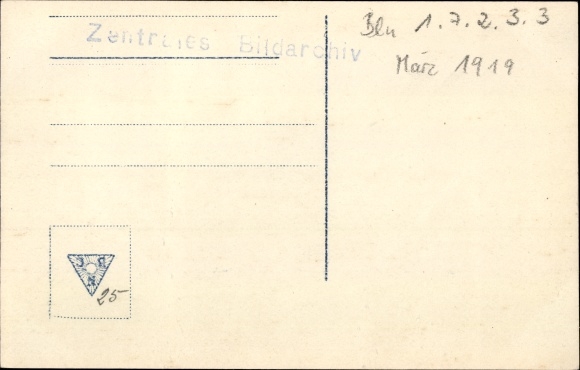 Bln 1.7.2.3.3
Zentrales Bildarchiv
März 1919
25